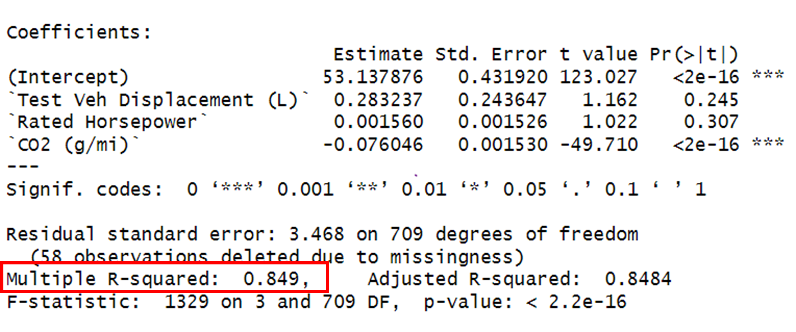 Coefficients:
Estimate Std. Error t value Pr(>|t|)
(Intercept) 53.137876 0.431920 123.027 <2e-16 ***
`Test Veh Displacement (L)` 0.283237 0.243647 1.162 0.245
`Rated Horsepower` 0.001560 0.001526 1.022 0.307
`CO2 (g/mi)` -0.076046 0.001530 -49.710 <2e-16 ***
---
Signif. codes: 0 ‘***’ 0.001 ‘**’ 0.01 ‘*’ 0.05 ‘.’ 0.1 ‘ ’ 1
Residual standard error: 3.468 on 709 degrees of freedom
(58 observations deleted due to missingness)
Multiple R-squared: 0.849, Adjusted R-squared: 0.8484
F-statistic: 1329 on 3 and 709 DF, p-value: < 2.2e-16